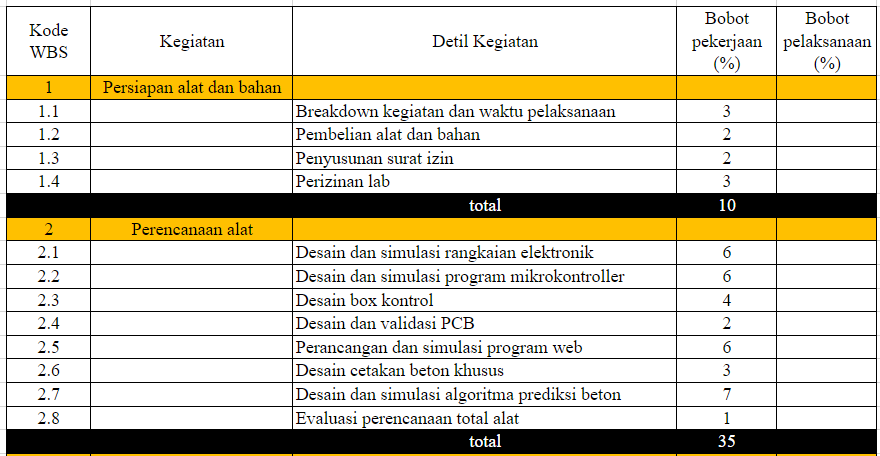 Kode WBS Kegiatan Detil Kegiatan Bobot pekerjaan (%) Bobot pelaksanaan (%)
1 Persiapan alat dan bahan
1.1 Breakdown kegiatan dan waktu pelaksanaan 3
1.2 Pembelian alat dan bahan 2
1.3 Penyusunan surat izin 2
1.4 Perizinan lab 3
total 10
2 Perencanaan alat
2.1 Desain dan simulasi rangkaian elektronik 6
2.2 Desain dan simulasi program mikrokontroller 6
2.3 Desain box kontrol 4
2.4 Desain dan validasi PCB 2
2.5 Perancangan dan simulasi program web 6
2.6 Desain cetakan beton khusus 3
2.7 Desain dan simulasi algoritma prediksi beton 7
2.8 Evaluasi perencanaan total alat 1
total 35